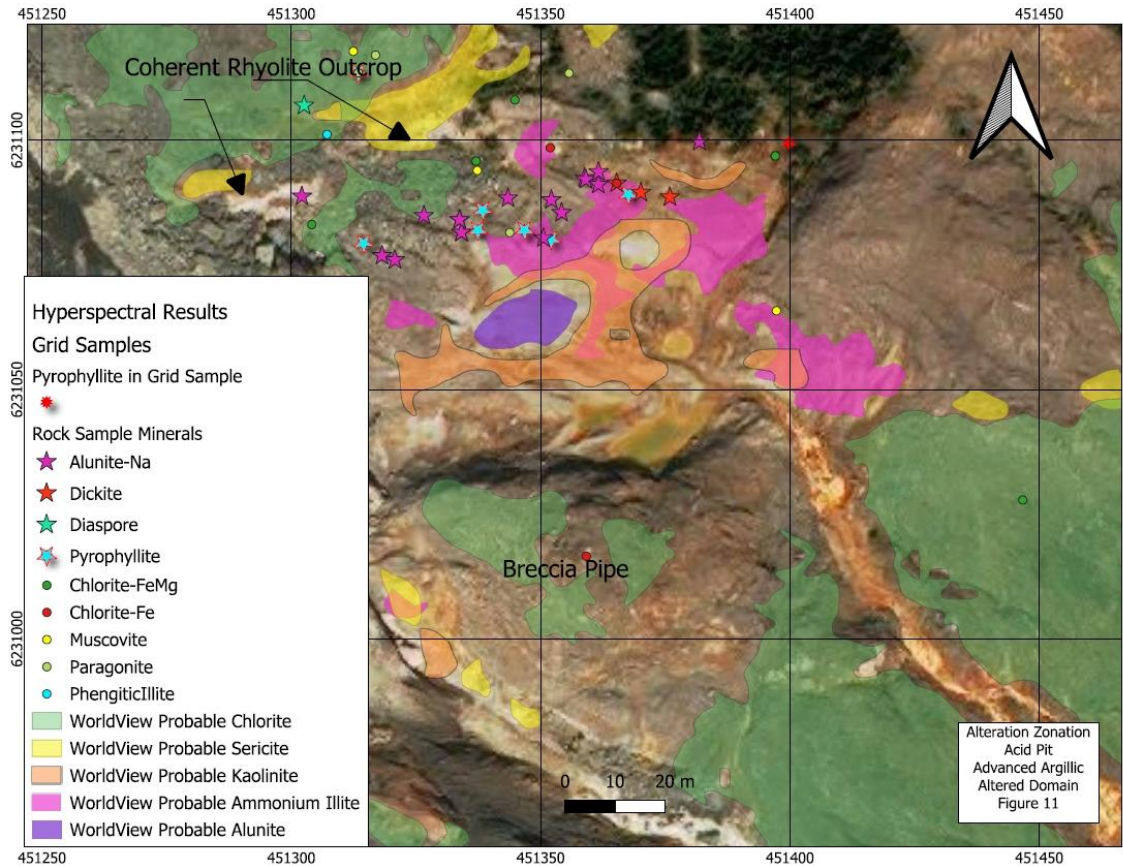 451250 451300 451350 451400 451450
Coherent Rhyolite Outcrop
6231100
6231050
6231000
Hyperspectral Results
Grid Samples
Pyrophyllite in Grid Sample
Rock Sample Minerals
Alunite-Na
Dickite
Diaspore
Pyrophyllite
Chlorite-FeMg
Chlorite-Fe
Muscovite
Paragonite
PhengiticIllite
WorldView Probable Chlorite
WorldView Probable Sericite
WorldView Probable Kaolinite
WorldView Probable Ammonium Illite
WorldView Probable Alunite
Breccia Pipe
0 10 20 m
Alteration Zonation
Acid Pit
Advanced Argillic
Altered Domain
Figure 11
451250 451300 451350 451400 451450